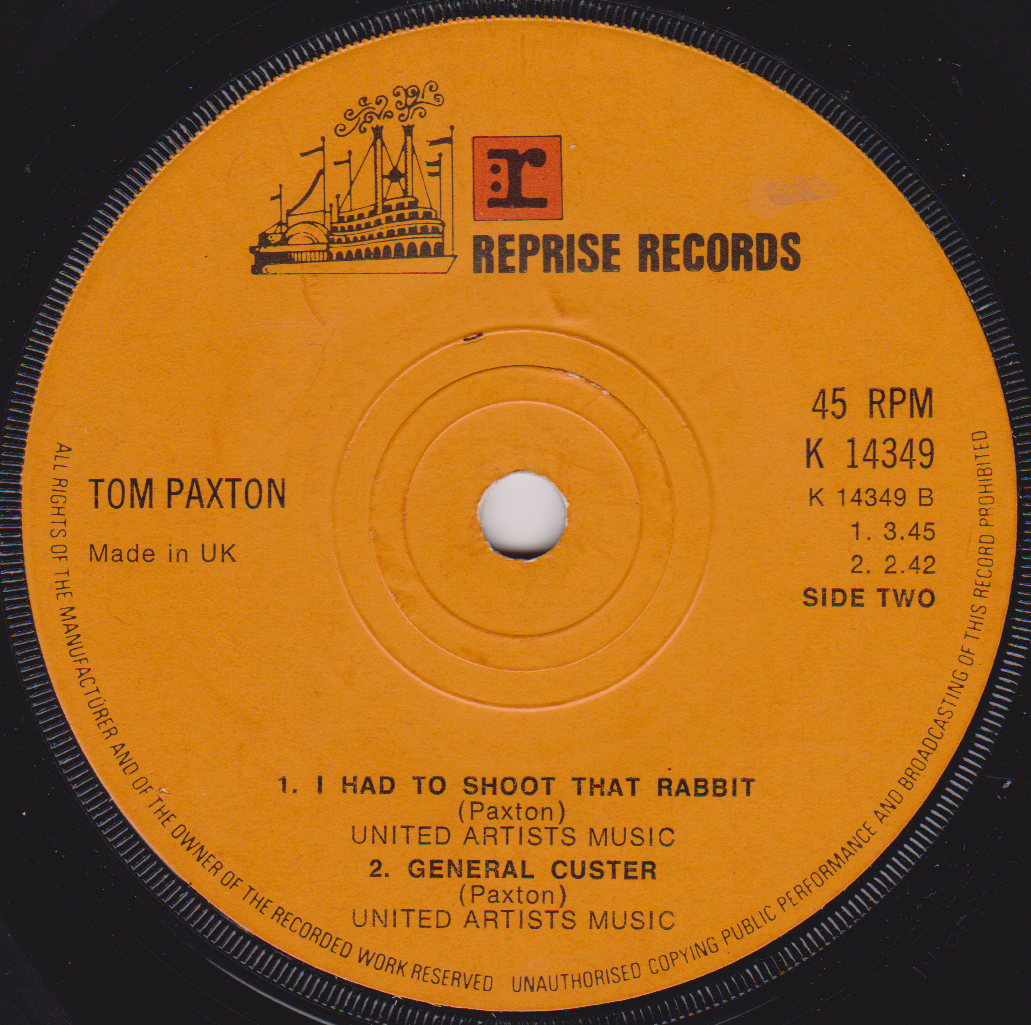 r
REPRISE RECORDS
45 RPM
K 14349
K 14349 B
1. 3.45
2. 2.42
SIDE TWO
TOM PAXTON
Made in UK
1. I HAD TO SHOOT THAT RABBIT
(Paxton)
UNITED ARTISTS MUSIC
2. GENERAL CUSTER
(Paxton)
UNITED ARTISTS MUSIC
ALL RIGHTS OF THE MANUFACTURER AND OF THE OWNER OF THE RECORDED WORK RESERVED UNAUTHORISED COPYING PUBLIC PERFORMANCE AND BROADCASTING OF THIS RECORD PROHIBITED